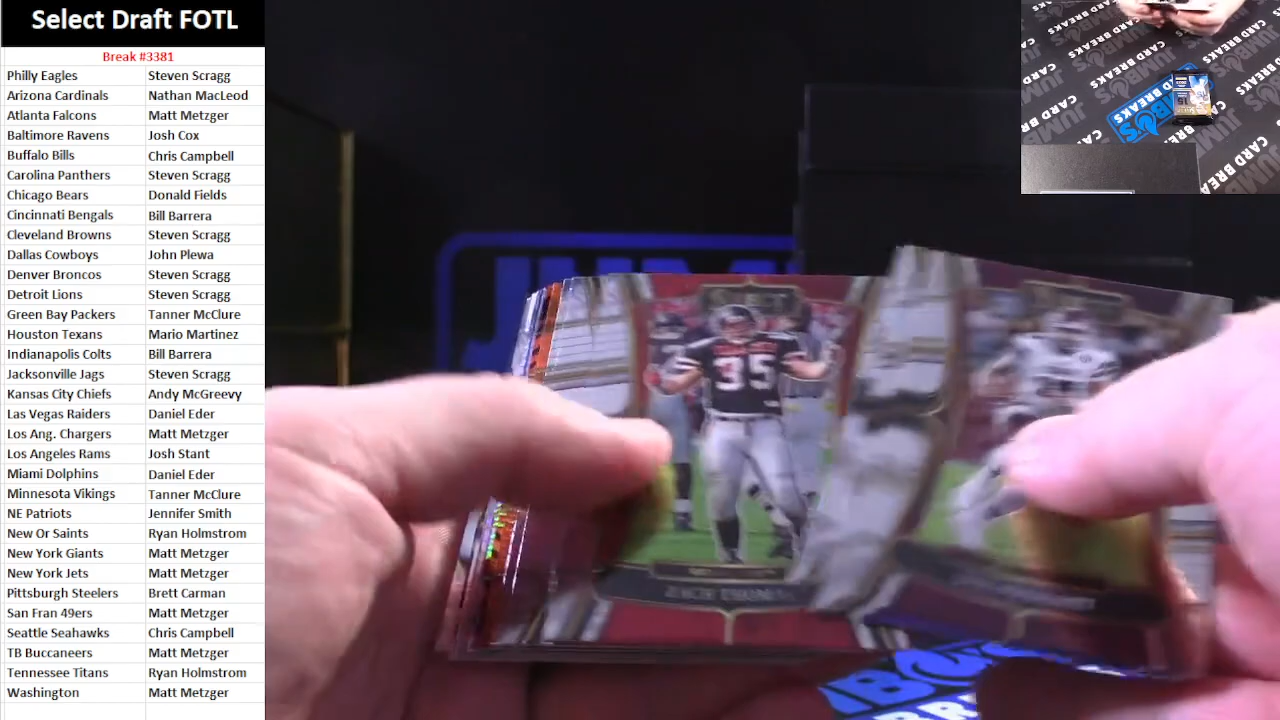 Select Draft FOTL
Break #3381
Philly Eagles Steven Scragg
Arizona Cardinals Nathan MacLeod
Atlanta Falcons Matt Metzger
Baltimore Ravens Josh Cox
Buffalo Bills Chris Campbell
Carolina Panthers Steven Scragg
Chicago Bears Donald Fields
Cincinnati Bengals Bill Barrera
Cleveland Browns Steven Scragg
Dallas Cowboys John Plewa
Denver Broncos Steven Scragg
Detroit Lions Steven Scragg
Green Bay Packers Tanner McClure
Houston Texans Mario Martinez
Indianapolis Colts Bill Barrera
Jacksonville Jags Steven Scragg
Kansas City Chiefs Andy McGreevy
Las Vegas Raiders Daniel Eder
Los Ang. Chargers Matt Metzger
Los Angeles Rams Josh Stant
Miami Dolphins Daniel Eder
Minnesota Vikings Tanner McClure
NE Patriots Jennifer Smith
New Or Saints Ryan Holmstrom
New York Giants Matt Metzger
New York Jets Matt Metzger
Pittsburgh Steelers Brett Carman
San Fran 49ers Matt Metzger
Seattle Seahawks Chris Campbell
TB Buccaneers Matt Metzger
Tennessee Titans Ryan Holmstrom
Washington Matt Metzger
CARD BREAKS
JUM
35